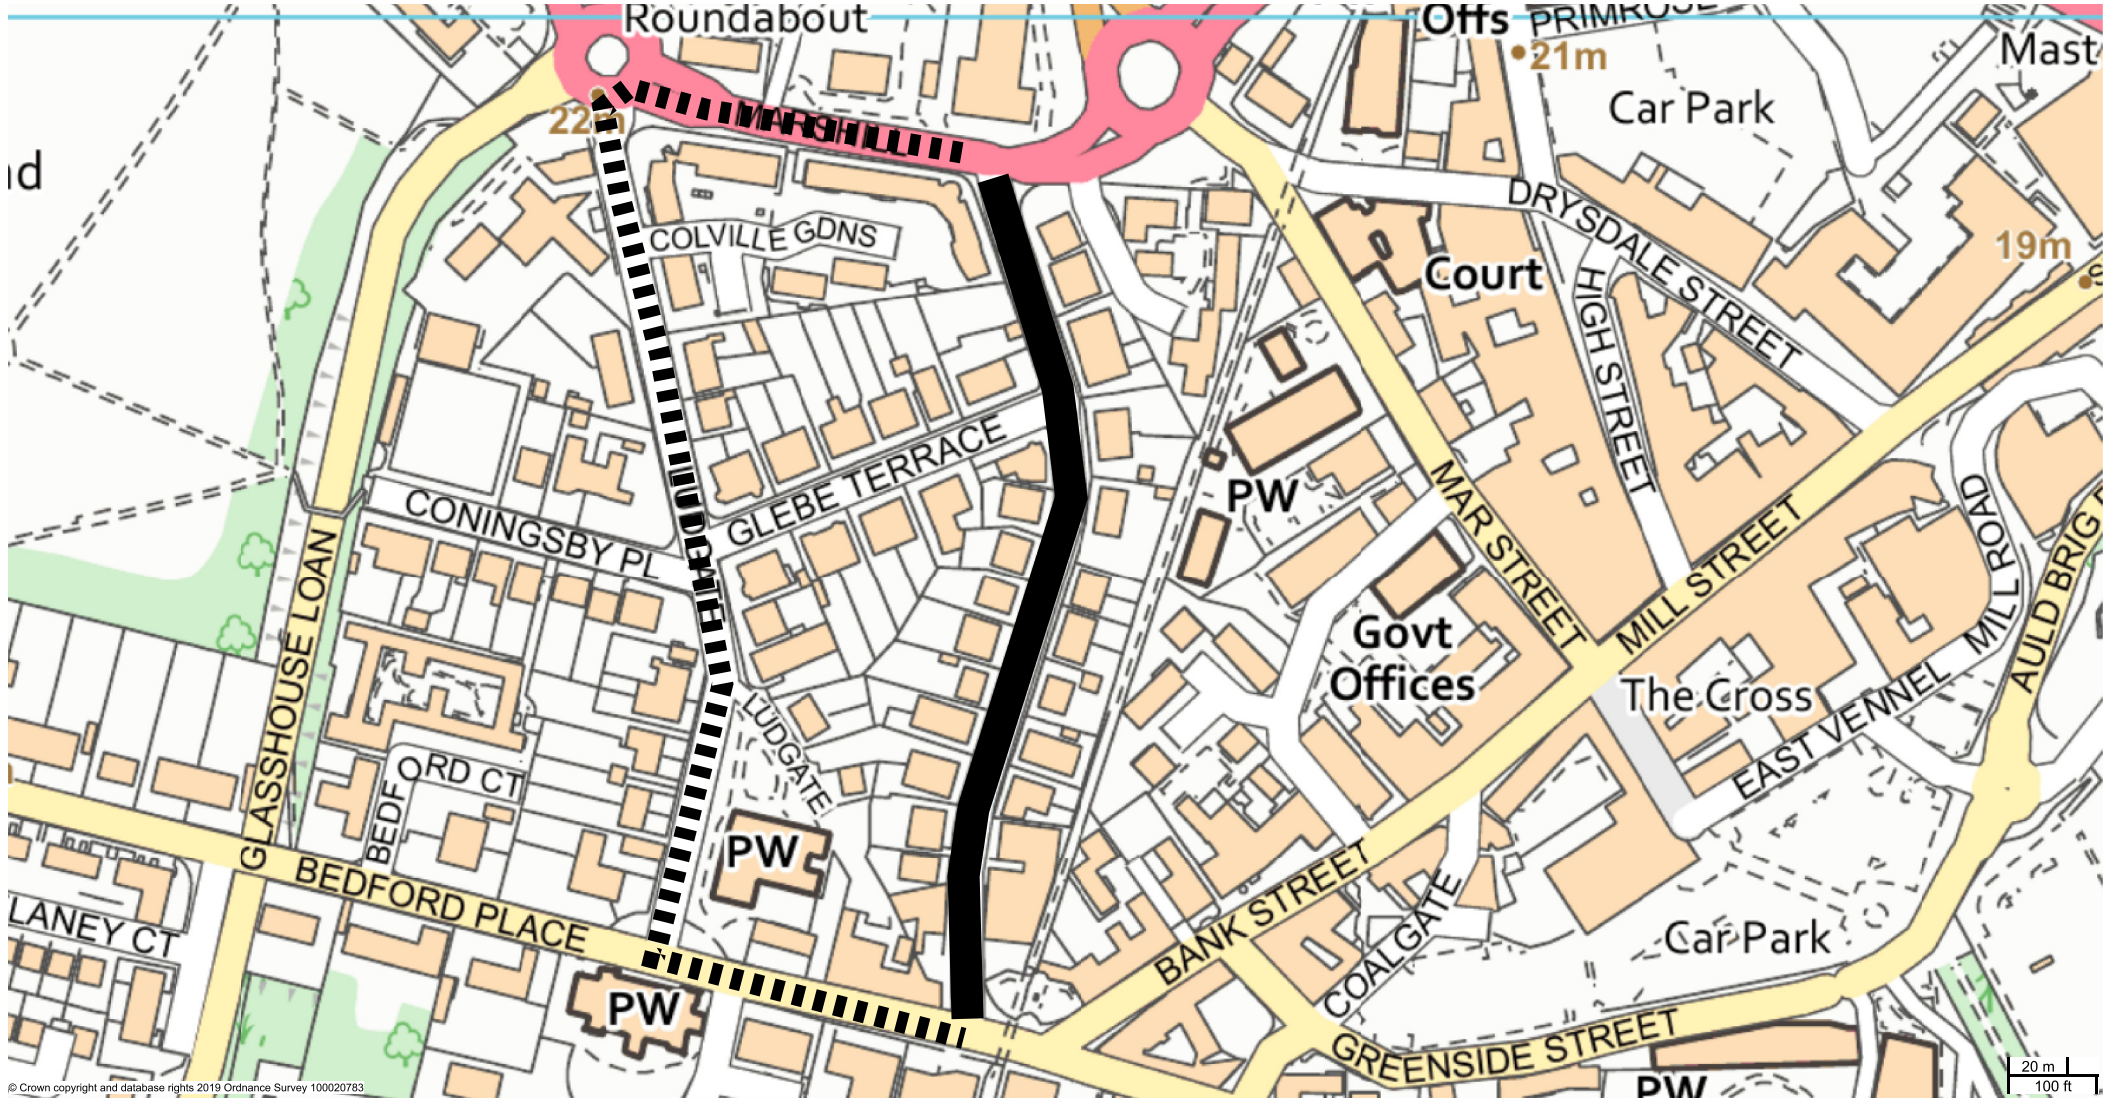 Roundabout
Offs
PRIMROSE
21m
Mast
Car Park
22m
MARSHILL
DRYSDALE STREET
COLVILLE GDNS
Court
19m
HIGH STREET
GLEBE TERRACE
CONINGSBY PL
LUDGATE
PW
MAR STREET
MILL STREET
MILL ROAD
AULD BRIG
GLASSHOUSE LOAN
Govt
Offices
The Cross
EAST VENNEL
LUDGATE
BEDFORD CT
PW
BEDFORD PLACE
BANK STREET
COALGATE
Car Park
LANEY CT
PW
GREENSIDE STREET
PW
20 m
100 ft
© Crown copyright and database rights 2019 Ordnance Survey 100020783